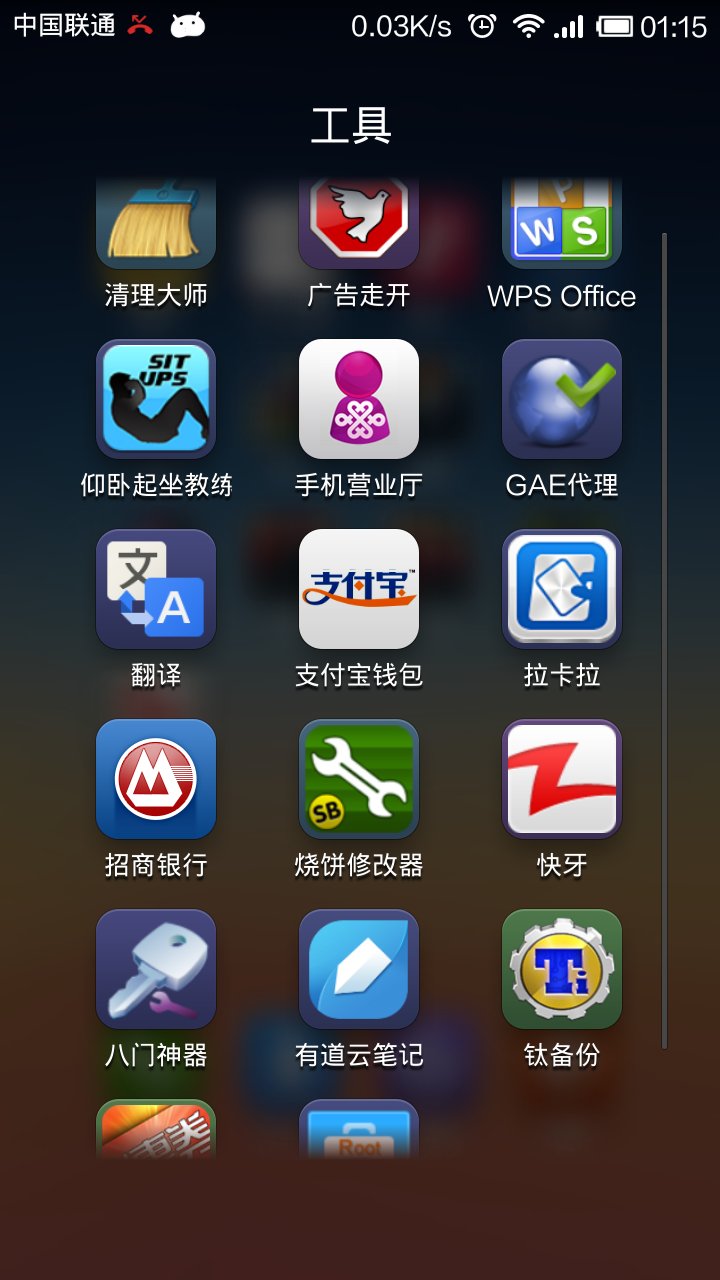 中国联通 0.03K/s 01:15
工具
P
W S
清理大师 广告走开 WPS Office
SIT
UPS
仰卧起坐教练 手机营业厅 GAE代理
文
A
支付宝
TM
翻译 支付宝钱包 拉卡拉
SB
招商银行 烧饼修改器 快牙
Ti
八门神器 有道云笔记 钛备份
Root